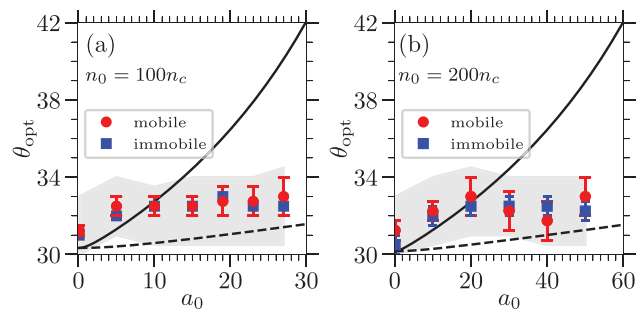 42
38
34
30
θopt
(a)
n0 = 100nc
mobile
immobile
0
10
20
30
a0
42
38
34
30
θopt
(b)
n0 = 200nc
mobile
immobile
0
20
40
60
a0